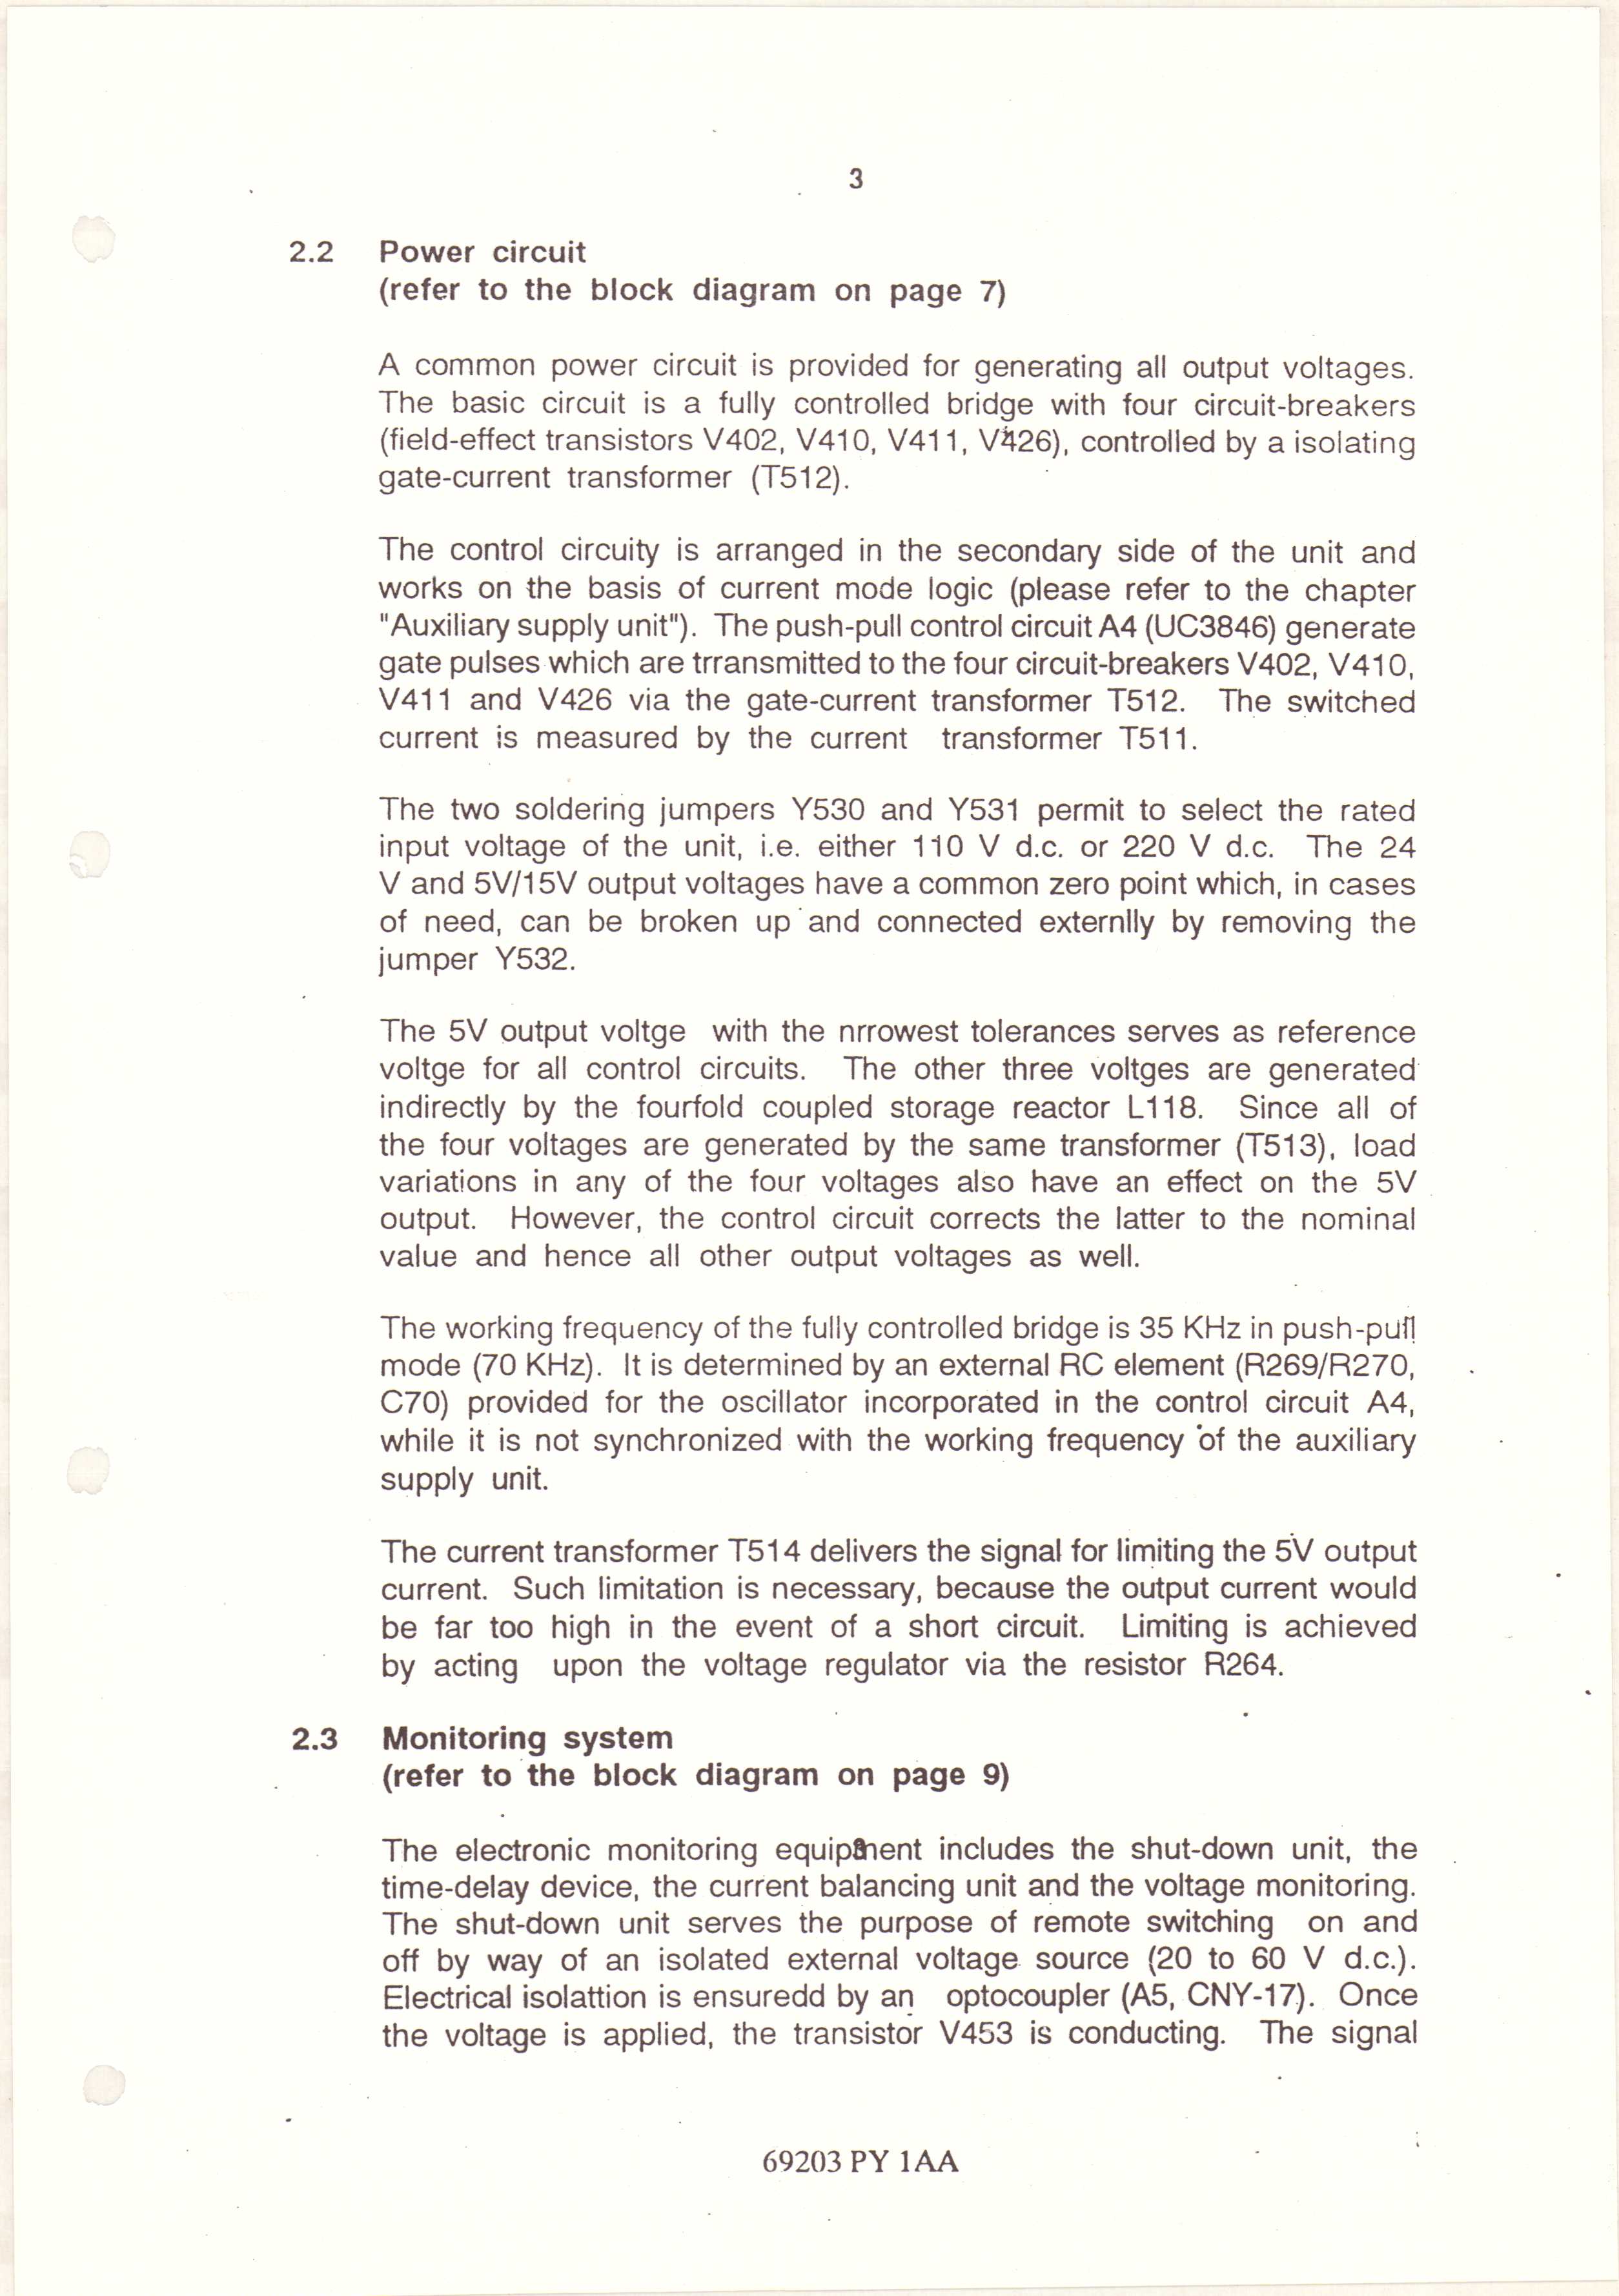 3
2.2 Power circuit
(refer to the block diagram on page 7)
A common power circuit is provided for generating all output voltages.
The basic circuit is a fully controlled bridge with four circuit-breakers
(field-effect transistors V402, V410, V411, V426), controlled by a isolating
gate-current transformer (T512).
The control circuity is arranged in the secondary side of the unit and
works on the basis of current mode logic (please refer to the chapter
"Auxiliary supply unit"). The push-pull control circuit A4 (UC3846) generate
gate pulses which are trransmitted to the four circuit-breakers V402, V410,
V411 and V426 via the gate-current transformer T512. The switched
current is measured by the current transformer T511.
The two soldering jumpers Y530 and Y531 permit to select the rated
input voltage of the unit, i.e. either 110 V d.c. or 220 V d.c. The 24
V and 5V/15V output voltages have a common zero point which, in cases
of need, can be broken up and connected externlly by removing the
jumper Y532.
The 5V output voltge with the nrrowest tolerances serves as reference
voltge for all control circuits. The other three voltges are generated
indirectly by the fourfold coupled storage reactor L118. Since all of
the four voltages are generated by the same transformer (T513), load
variations in any of the four voltages also have an effect on the 5V
output. However, the control circuit corrects the latter to the nominal
value and hence all other output voltages as well.
The working frequency of the fully controlled bridge is 35 KHz in push-pull
mode (70 KHz). It is determined by an external RC element (R269/R270,
C70) provided for the oscillator incorporated in the control circuit A4,
while it is not synchronized with the working frequency of the auxiliary
supply unit.
The current transformer T514 delivers the signal for limiting the 5V output
current. Such limitation is necessary, because the output current would
be far too high in the event of a short circuit. Limiting is achieved
by acting upon the voltage regulator via the resistor R264.
2.3 Monitoring system
(refer to the block diagram on page 9)
The electronic monitoring equipment includes the shut-down unit, the
time-delay device, the current balancing unit and the voltage monitoring.
The shut-down unit serves the purpose of remote switching on and
off by way of an isolated external voltage source (20 to 60 V d.c.).
Electrical isolattion is ensuredd by an optocoupler (A5, CNY-17). Once
the voltage is applied, the transistor V453 is conducting. The signal
69203 PY 1AA